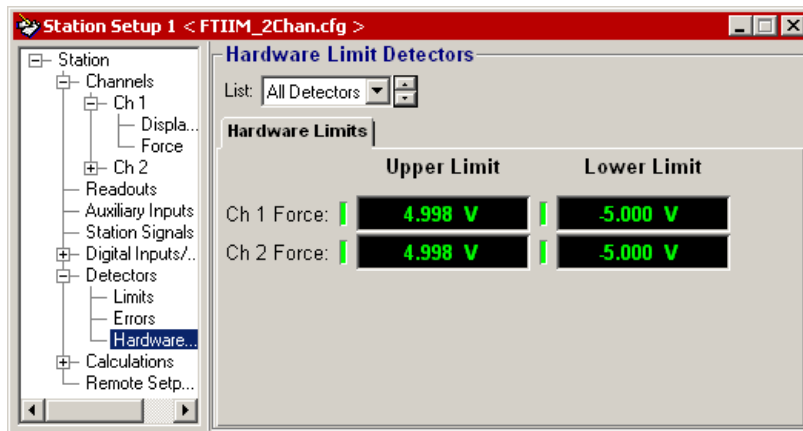 Station Setup 1 < FTIIM_2Chan.cfg >
Station
Channels
Ch 1
Displa...
Force
Ch 2
Readouts
Auxiliary Inputs
Station Signals
Digital Inputs/..
Detectors
Limits
Errors
Hardware...
Calculations
Remote Setp...
Hardware Limit Detectors
List: All Detectors
Hardware Limits
Upper Limit Lower Limit
Ch 1 Force: 4.998 V -5.000 V
Ch 2 Force: 4.998 V -5.000 V